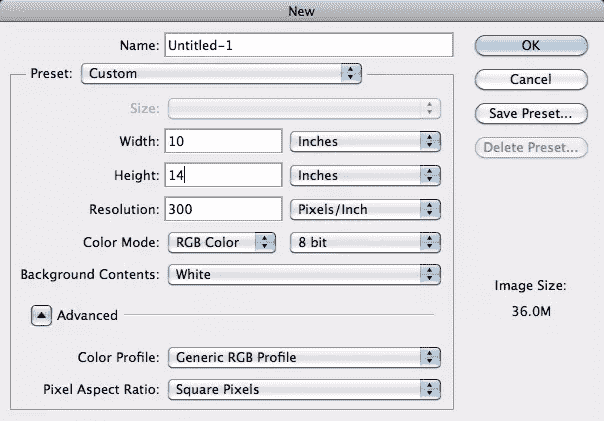 New
Name: Untitled-1 OK
Preset: Custom Cancel
Size: Save Preset...
Width: 10 Inches Delete Preset...
Height: 14 Inches
Resolution: 300 Pixels/Inch
Color Mode: RGB Color 8 bit
Background Contents: White
Image Size:
36.0M
Advanced
Color Profile: Generic RGB Profile
Pixel Aspect Ratio: Square Pixels